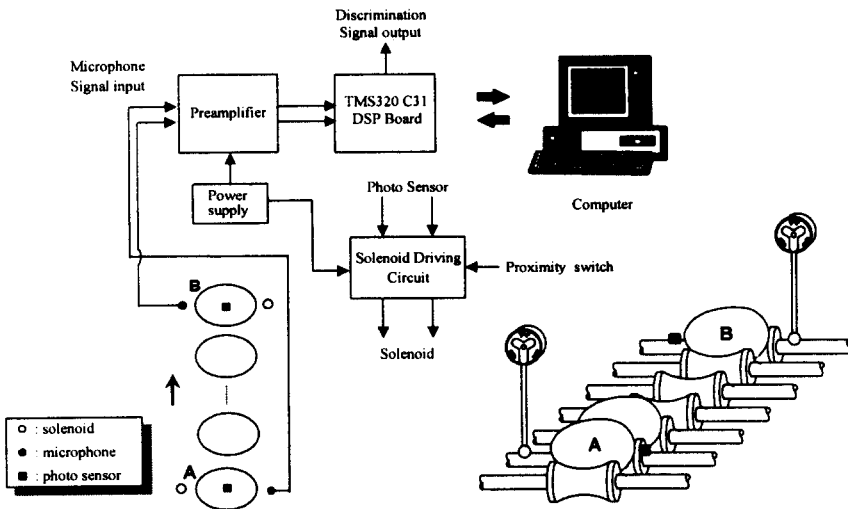 Discrimination
Signal output
Microphone
Signal input
Preamplifier
TMS320 C31
DSP Board
Power
supply
Photo Sensor
Computer
Solenoid Driving
Circuit
Proximity switch
Solenoid
B
A
: solenoid
: microphone
: photo sensor
B
A